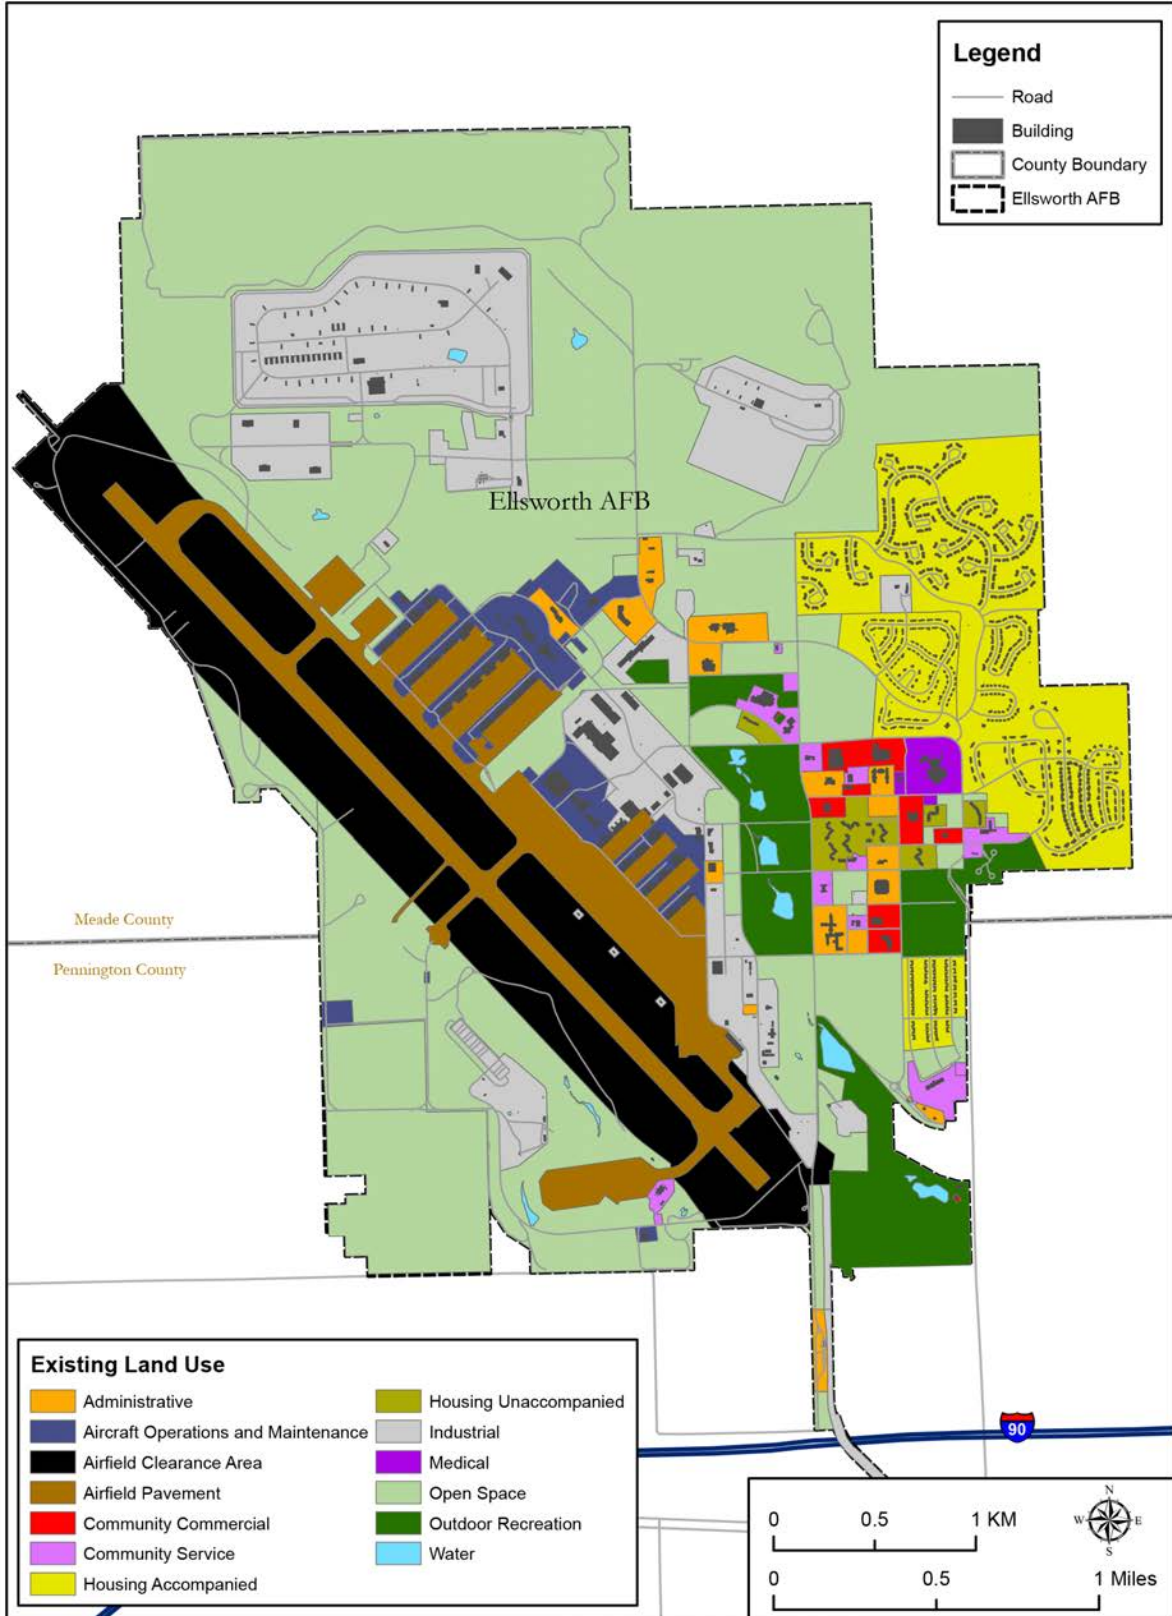 Legend
Road
Building
County Boundary
Ellsworth AFB
Ellsworth AFB
Meade County
Pennington County
Existing Land Use
Administrative
Aircraft Operations and Maintenance
Airfield Clearance Area
Airfield Pavement
Community Commercial
Community Service
Housing Accompanied
Housing Unaccompanied
Industrial
Medical
Open Space
Outdoor Recreation
Water
90
0 0.5 1 KM
N
W E
S
0 0.5 1 Miles